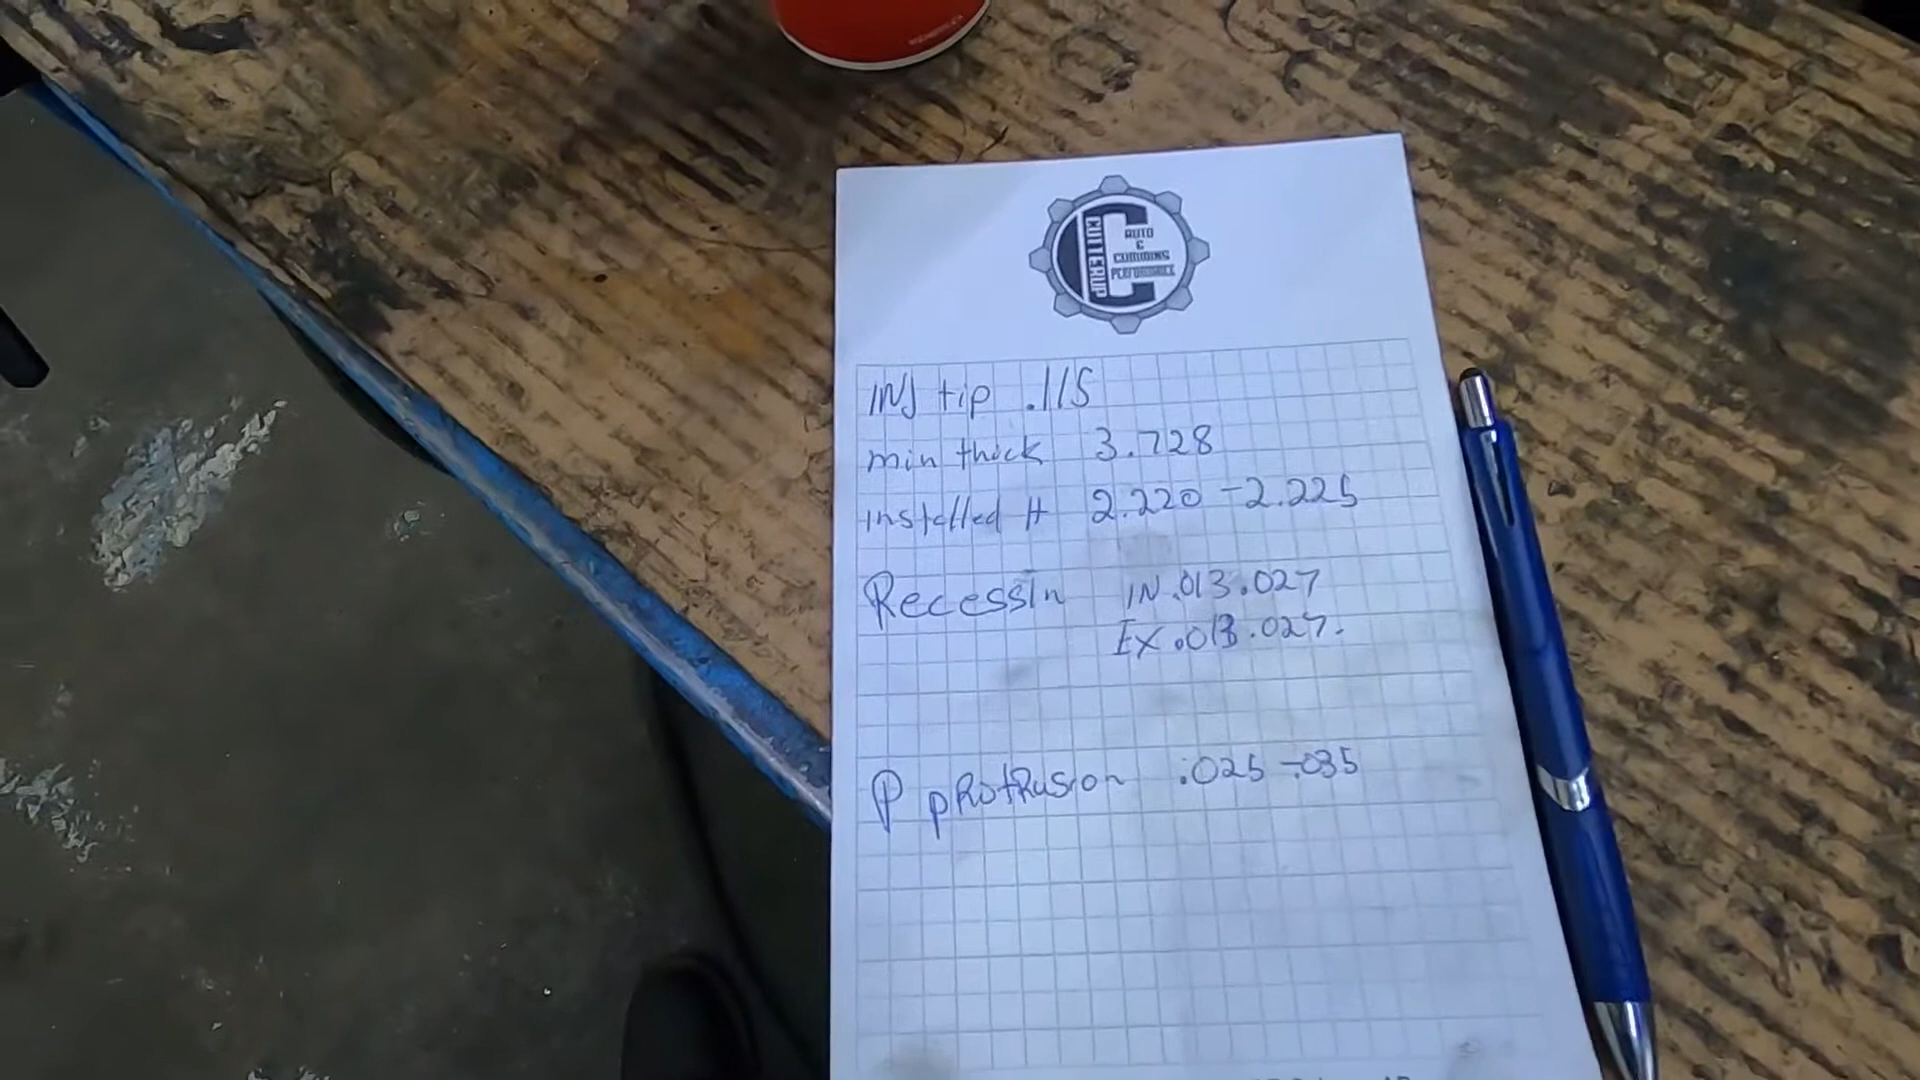 CUTTERUP
AUTO
&
CUMMINS
PERFORMANCE
INJ tip .115
min thick 3.728
installed H 2.220 - 2.225
Recessin IN .013 .027
EX .013 .027.
P pRotRusion .025 - .035